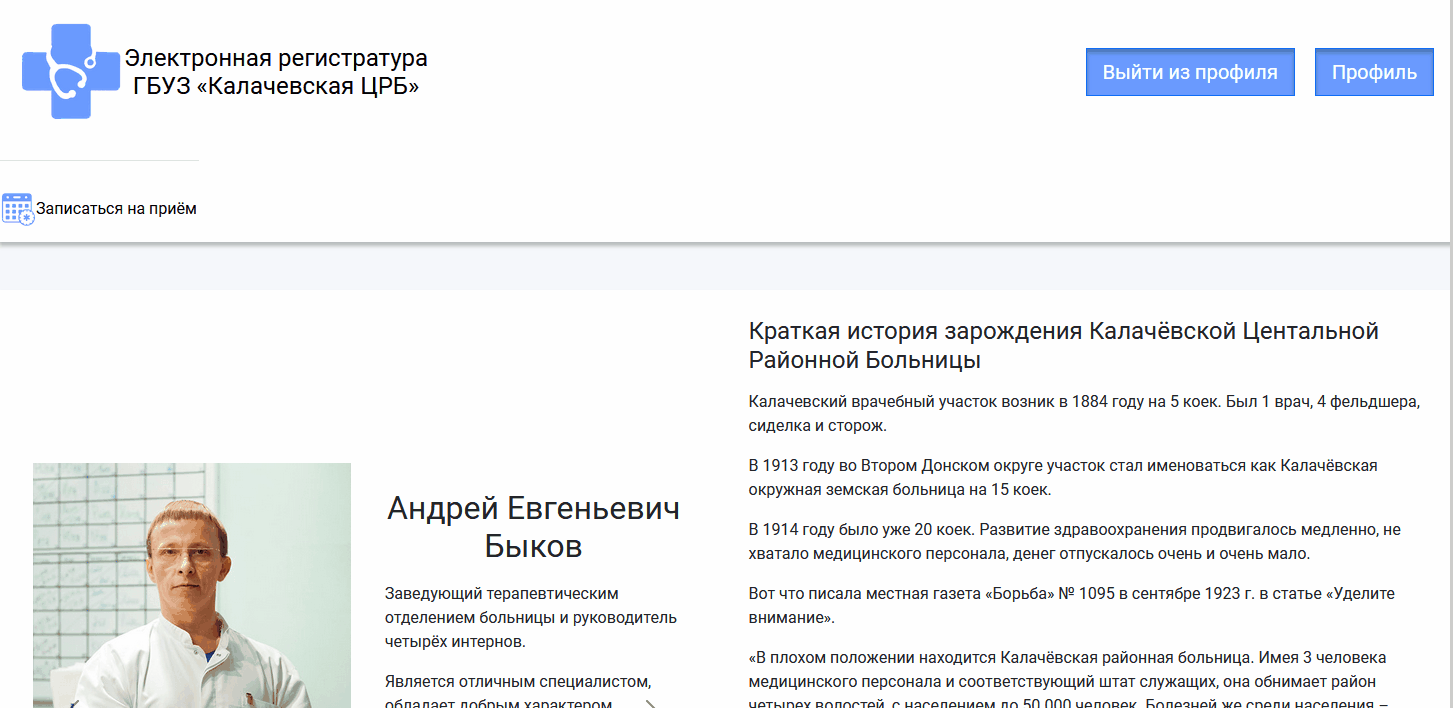 Электронная регистратура
ГБУЗ «Калачевская ЦРБ»
Выйти из профиля
Профиль
Записаться на приём
Андрей Евгеньевич
Быков
Заведующий терапевтическим
отделением больницы и руководитель
четырёх интернов.
Является отличным специалистом,
обладает добрым характером
Краткая история зарождения Калачёвской Центальной
Районной Больницы
Калачевский врачебный участок возник в 1884 году на 5 коек. Был 1 врач, 4 фельдшера,
сиделка и сторож.
В 1913 году во Втором Донском округе участок стал именоваться как Калачёвская
окружная земская больница на 15 коек.
В 1914 году было уже 20 коек. Развитие здравоохранения продвигалось медленно, не
хватало медицинского персонала, денег отпускалось очень и очень мало.
Вот что писала местная газета «Борьба» № 1095 в сентябре 1923 г. в статье «Уделите
внимание».
«В плохом положении находится Калачёвская районная больница. Имея 3 человека
медицинского персонала и соответствующий штат служащих, она обнимает район
четырех волостей, с населением до 50 000 человек. Болезней же среди населения –